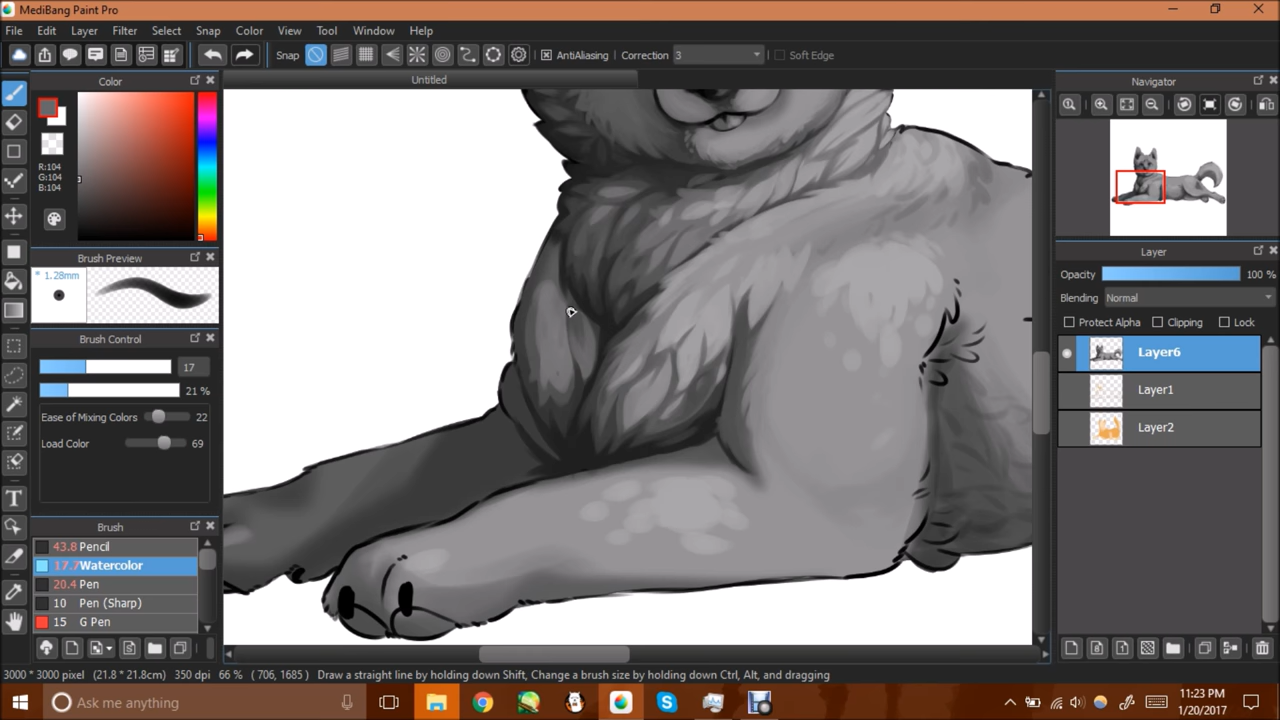 MediBang Paint Pro
File Edit Layer Filter Select Snap Color View Tool Window Help
Snap AntiAliasing Correction 3 Soft Edge
Color
Untitled
Navigator
R:104
G:104
B:104
Brush Preview
* 1.28mm
Layer
Opacity 100 %
Blending Normal
Protect Alpha Clipping Lock
Brush Control
17
21 %
Ease of Mixing Colors 22
Load Color 69
Layer6
Layer1
Layer2
Brush
43.8 Pencil
17.7 Watercolor
20.4 Pen
10 Pen (Sharp)
15 G Pen
3000 * 3000 pixel (21.8 * 21.8cm) 350 dpi 66 % ( 706, 1685 ) Draw a straight line by holding down Shift, Change a brush size by holding down Ctrl, Alt, and dragging
Ask me anything
11:23 PM
1/20/2017